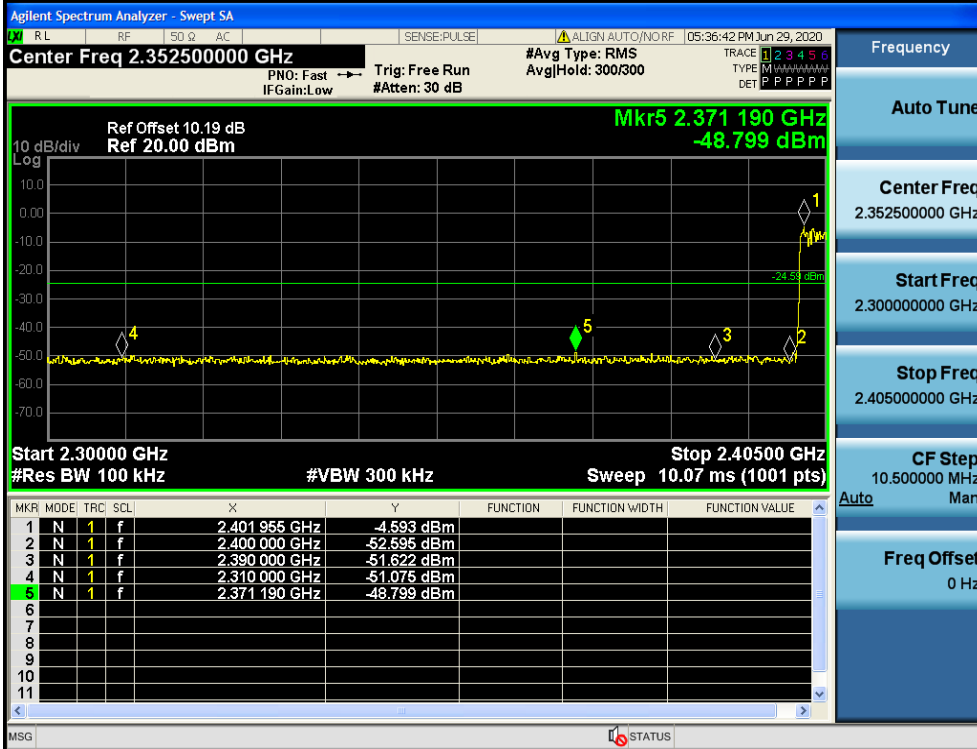 Agilent Spectrum Analyzer - Swept SA
LXI RL RF 50 Ω AC SENSE:PULSE ALIGN AUTO/NO RF 05:36:42 PM Jun 29, 2020
Center Freq 2.352500000 GHz
PNO: Fast
IFGain:Low
Trig: Free Run
#Atten: 30 dB
#Avg Type: RMS
Avg|Hold: 300/300
TRACE 1 2 3 4 5 6
TYPE M WWWWW
DET P P P P P P
Mkr5 2.371 190 GHz
-48.799 dBm
Ref Offset 10.19 dB
10 dB/div Ref 20.00 dBm
Log
10.0
0.00
-10.0
-20.0
-30.0
-40.0
-50.0
-60.0
-70.0
1
-24.59 dBm
4
5
3
2
Start 2.30000 GHz Stop 2.40500 GHz
#Res BW 100 kHz #VBW 300 kHz Sweep 10.07 ms (1001 pts)
MKR MODE TRC SCL X Y FUNCTION FUNCTION WIDTH FUNCTION VALUE
1 N 1 f 2.401 955 GHz -4.593 dBm
2 N 1 f 2.400 000 GHz -52.595 dBm
3 N 1 f 2.390 000 GHz -51.622 dBm
4 N 1 f 2.310 000 GHz -51.075 dBm
5 N 1 f 2.371 190 GHz -48.799 dBm
6
7
8
9
10
11
MSG STATUS
Frequency
Auto Tune
Center Freq
2.352500000 GHz
Start Freq
2.300000000 GHz
Stop Freq
2.405000000 GHz
CF Step
10.500000 MHz
Auto Man
Freq Offset
0 Hz